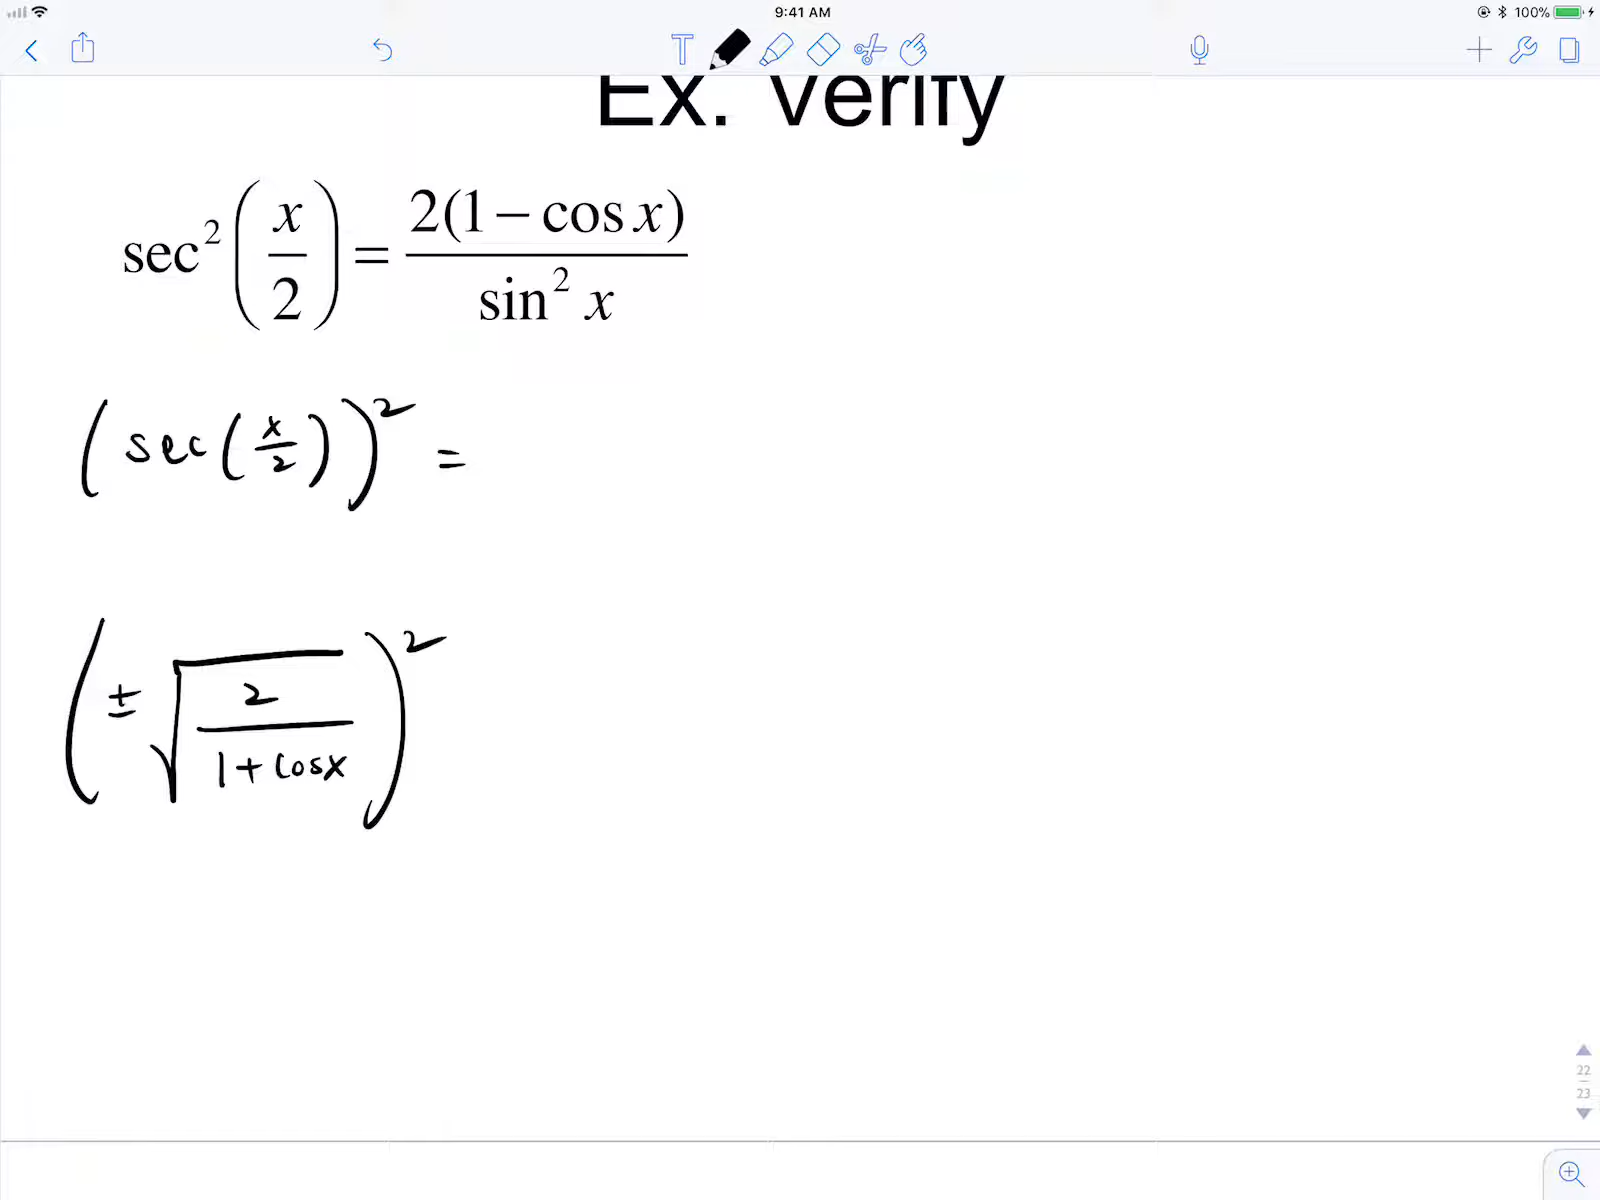 9:41 AM
100%
T
Ex. Verify
sec²(x/2) = 2(1 − cos x)/sin² x
(sec(x/2))² =
(± √(2/(1 + cosx)))²
22
23